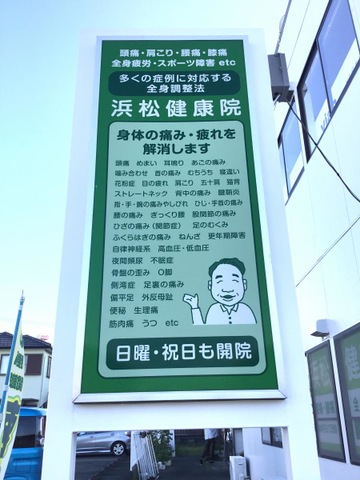 頭痛・肩こり・腰痛・膝痛
全身疲労・スポーツ障害 etc
多くの症例に対応する
全身調整法
浜松健康院
身体の痛み・疲れを
解消します
頭痛 めまい 耳鳴り あごの痛み
噛み合わせ 首の痛み むちうち 寝違い
花粉症 目の疲れ 肩こり 五十肩 猫背
ストレートネック 背中の痛み 腱鞘炎
指・手・腕の痛みやしびれ ひじ・手首の痛み
腰の痛み ぎっくり腰 股関節の痛み
ひざの痛み(関節症) 足のむくみ
ふくらはぎの痛み ねんざ 更年期障害
自律神経系 高血圧・低血圧
夜間頻尿 不眠症
骨盤の歪み O脚
側湾症 足裏の痛み
偏平足 外反母趾
便秘 生理痛
筋肉痛 うつ etc
日曜・祝日も開院